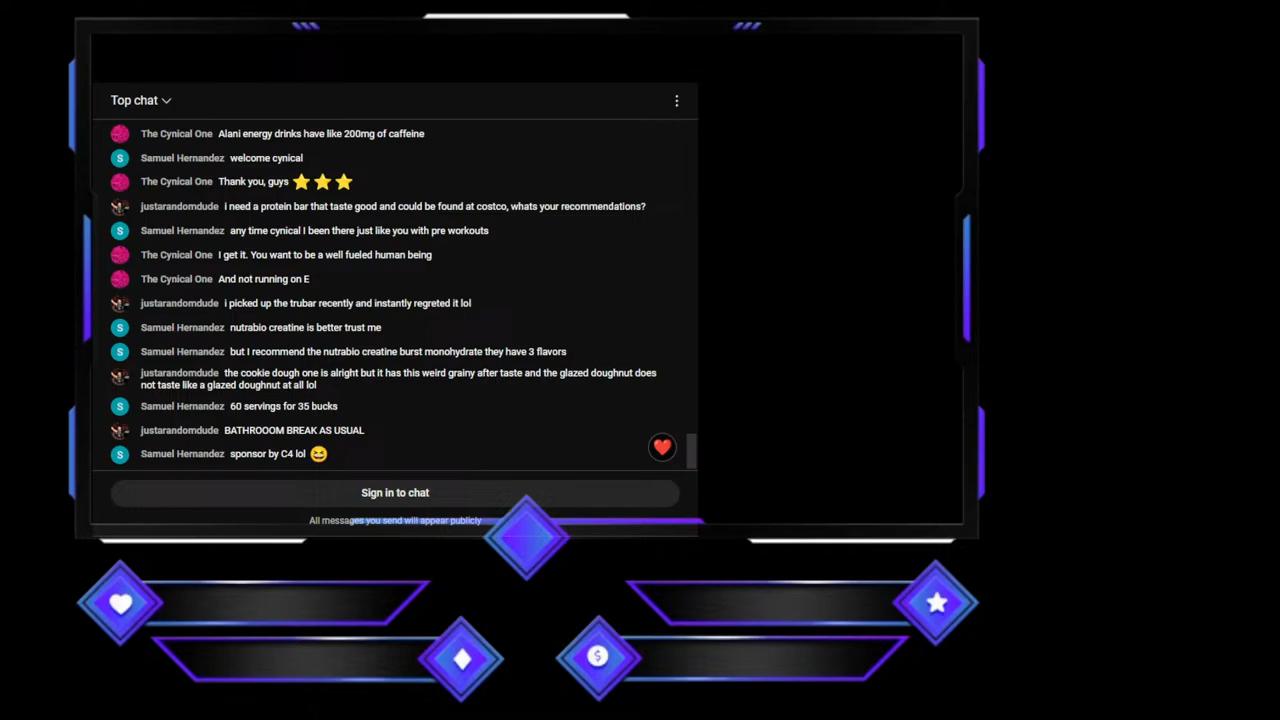 Top chat
The Cynical One Alani energy drinks have like 200mg of caffeine
Samuel Hernandez welcome cynical
The Cynical One Thank you, guys ⭐⭐⭐
justarandomdude i need a protein bar that taste good and could be found at costco, whats your recommendations?
Samuel Hernandez any time cynical I been there just like you with pre workouts
The Cynical One I get it. You want to be a well fueled human being
The Cynical One And not running on E
justarandomdude i picked up the trubar recently and instantly regretted it lol
Samuel Hernandez nutrabio creatine is better trust me
Samuel Hernandez but I recommend the nutrabio creatine burst monohydrate they have 3 flavors
justarandomdude the cookie dough one is alright but it has this weird grainy after taste and the glazed doughnut does
not taste like a glazed doughnut at all lol
Samuel Hernandez 60 servings for 35 bucks
justarandomdude BATHROOOM BREAK AS USUAL
Samuel Hernandez sponsor by C4 lol 😆
Sign in to chat
All messages you send will appear publicly